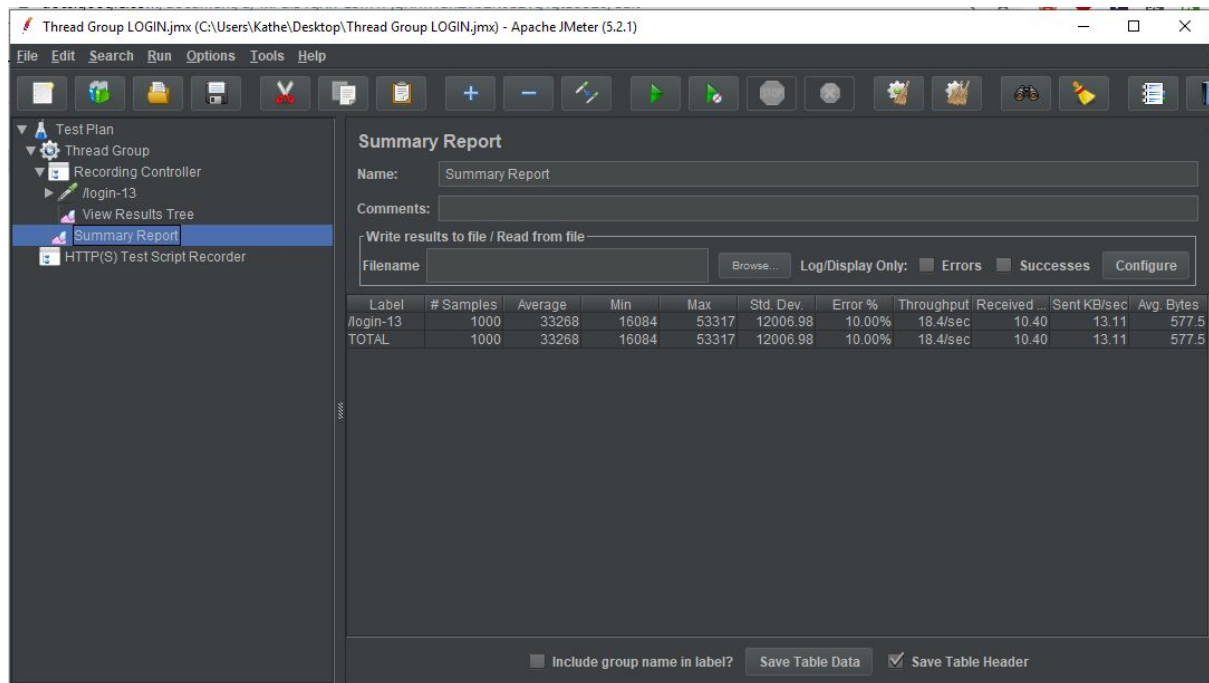 Thread Group LOGIN.jmx (C:\Users\Kathe\Desktop\Thread Group LOGIN.jmx) - Apache JMeter (5.2.1)
File Edit Search Run Options Tools Help
STOP
Test Plan
Thread Group
Recording Controller
/login-13
View Results Tree
Summary Report
HTTP(S) Test Script Recorder
Summary Report
Name: Summary Report
Comments:
Write results to file / Read from file
Filename Browse... Log/Display Only: Errors Successes Configure
Label # Samples Average Min Max Std. Dev. Error % Throughput Received ... Sent KB/sec Avg. Bytes
/login-13 1000 33268 16084 53317 12006.98 10.00% 18.4/sec 10.40 13.11 577.5
TOTAL 1000 33268 16084 53317 12006.98 10.00% 18.4/sec 10.40 13.11 577.5
Include group name in label? Save Table Data Save Table Header